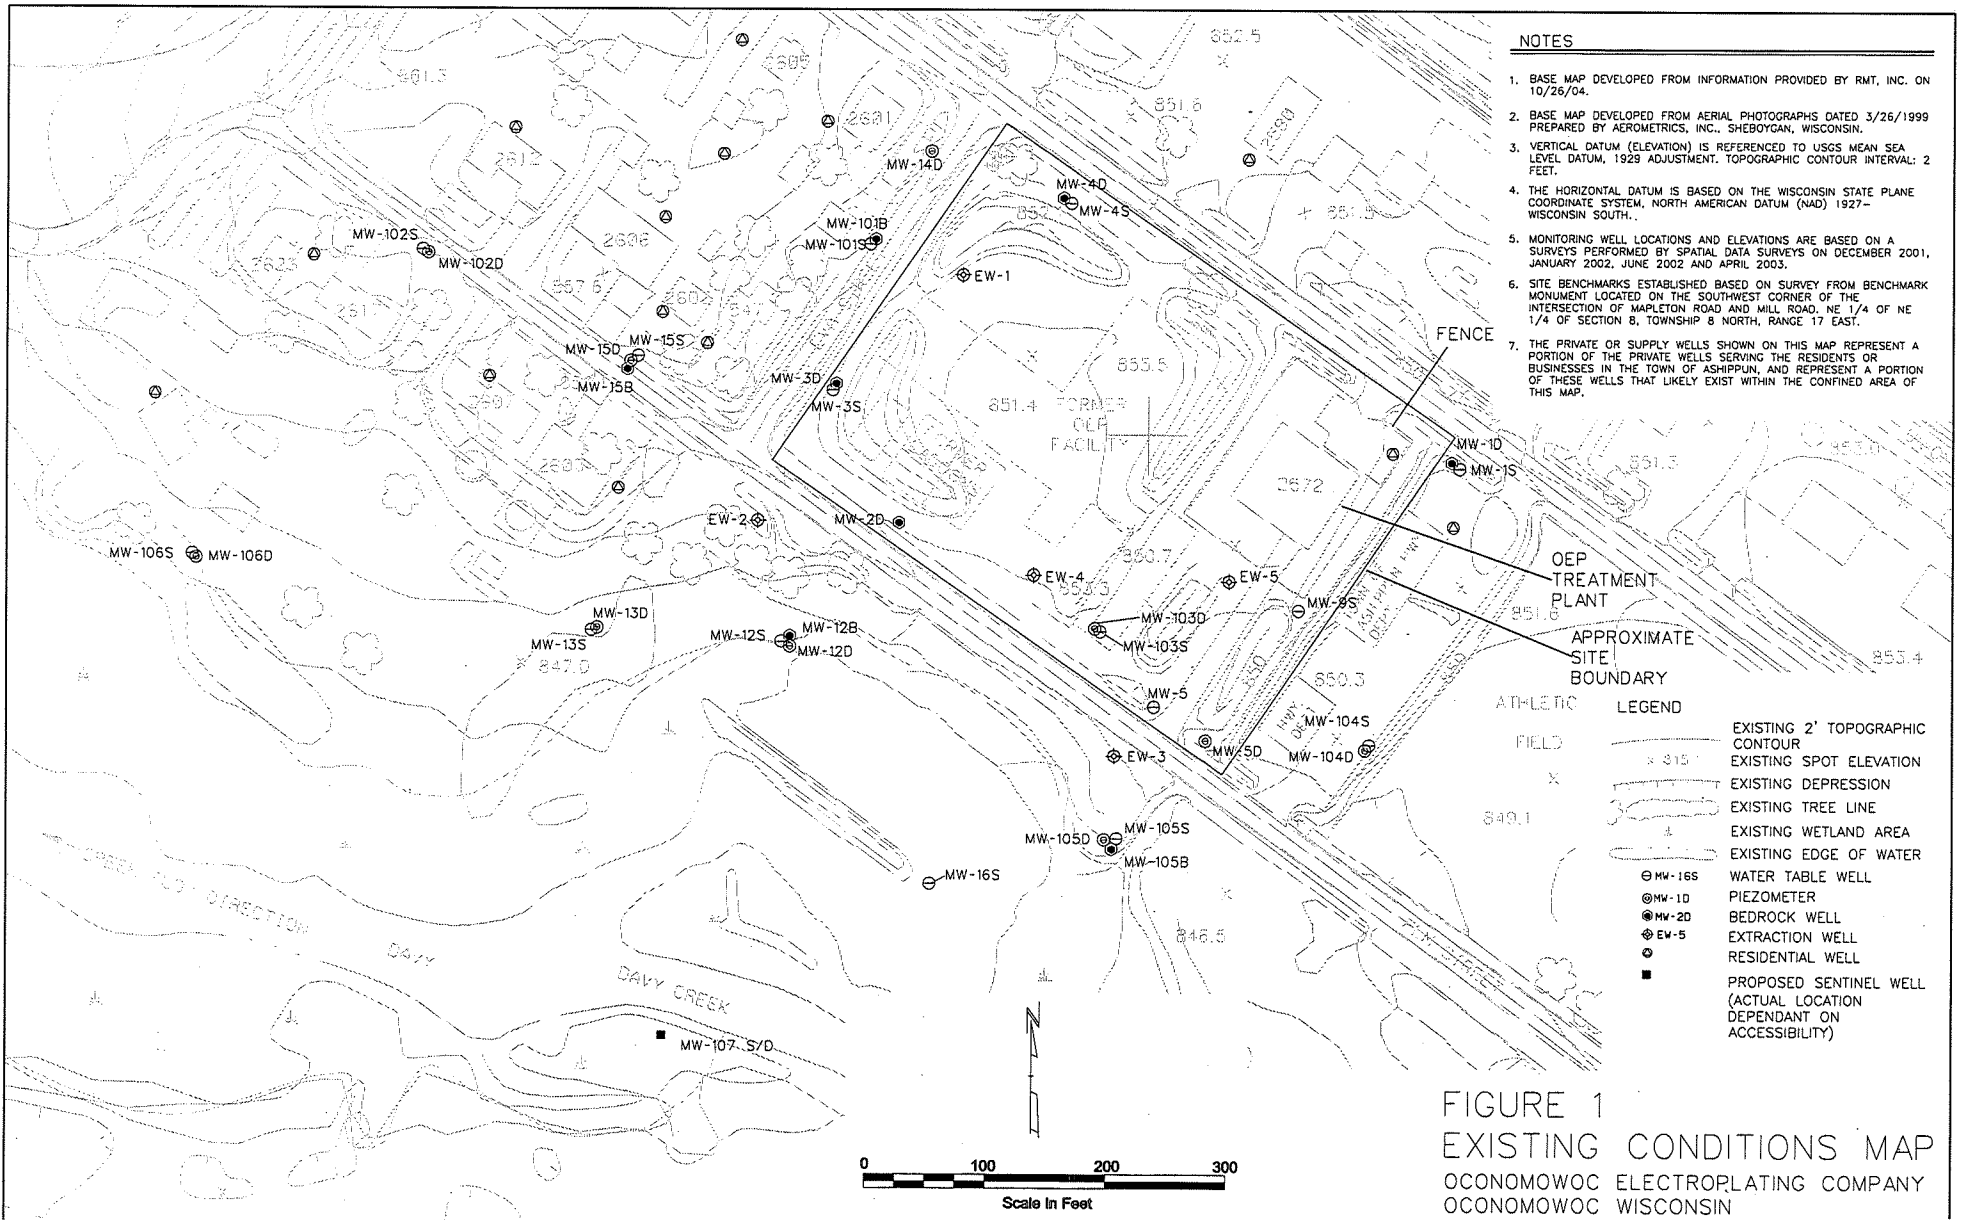 NOTES
1. BASE MAP DEVELOPED FROM INFORMATION PROVIDED BY RMT, INC. ON
10/26/04.
2. BASE MAP DEVELOPED FROM AERIAL PHOTOGRAPHS DATED 3/26/1999
PREPARED BY AEROMETRICS, INC., SHEBOYGAN, WISCONSIN.
3. VERTICAL DATUM (ELEVATION) IS REFERENCED TO USGS MEAN SEA
LEVEL DATUM, 1929 ADJUSTMENT. TOPOGRAPHIC CONTOUR INTERVAL: 2
FEET.
4. THE HORIZONTAL DATUM IS BASED ON THE WISCONSIN STATE PLANE
COORDINATE SYSTEM, NORTH AMERICAN DATUM (NAD) 1927-
WISCONSIN SOUTH..
5. MONITORING WELL LOCATIONS AND ELEVATIONS ARE BASED ON A
SURVEYS PERFORMED BY SPATIAL DATA SURVEYS ON DECEMBER 2001,
JANUARY 2002, JUNE 2002 AND APRIL 2003.
6. SITE BENCHMARKS ESTABLISHED BASED ON SURVEY FROM BENCHMARK
MONUMENT LOCATED ON THE SOUTHWEST CORNER OF THE
INTERSECTION OF MAPLETON ROAD AND MILL ROAD. NE 1/4 OF NE
1/4 OF SECTION 8, TOWNSHIP 8 NORTH, RANGE 17 EAST.
7. THE PRIVATE OR SUPPLY WELLS SHOWN ON THIS MAP REPRESENT A
PORTION OF THE PRIVATE WELLS SERVING THE RESIDENTS OR
BUSINESSES IN THE TOWN OF ASHIPPUN, AND REPRESENT A PORTION
OF THESE WELLS THAT LIKELY EXIST WITHIN THE CONFINED AREA OF
THIS MAP.
852.5
861.3
2605
851.6
2601
2612
MW-14D
MW-4D
MW-4S
MW-101B
MW-101S
MW-102S
MW-102D
2606
EW-1
857.6
2602
FENCE
MW-15D
MW-15S
MW-15B
MW-3D
MW-3S
855.5
851.4
FORMER
OEP
FACILITY
MW-1D
MW-1S
851.3
853.0
2672
EW-2
MW-2D
MW-106S
MW-106D
850.7
EW-4
853.3
EW-5
OEP
TREATMENT
PLANT
MW-9S
851.6
MW-13D
MW-13S
847.0
MW-12S
MW-12B
MW-12D
MW-103D
MW-103S
APPROXIMATE
SITE
BOUNDARY
853.4
850
850.3
850
MW-5
MW-104S
MW-5D
MW-104D
EW-3
ATHLETIC
FIELD
849.1
MW-105D
MW-105S
MW-105B
MW-16S
846.5
DIRECTION
DAVY
DAVY CREEK
MW-107 S/D
LEGEND
EXISTING 2' TOPOGRAPHIC
CONTOUR
x 815
EXISTING SPOT ELEVATION
EXISTING DEPRESSION
EXISTING TREE LINE
EXISTING WETLAND AREA
EXISTING EDGE OF WATER
MW-16S WATER TABLE WELL
MW-1D PIEZOMETER
MW-2D BEDROCK WELL
EW-5 EXTRACTION WELL
RESIDENTIAL WELL
PROPOSED SENTINEL WELL
(ACTUAL LOCATION
DEPENDANT ON
ACCESSIBILITY)
N
0 100 200 300
Scale In Feet
FIGURE 1
EXISTING CONDITIONS MAP
OCONOMOWOC ELECTROPLATING COMPANY
OCONOMOWOC WISCONSIN